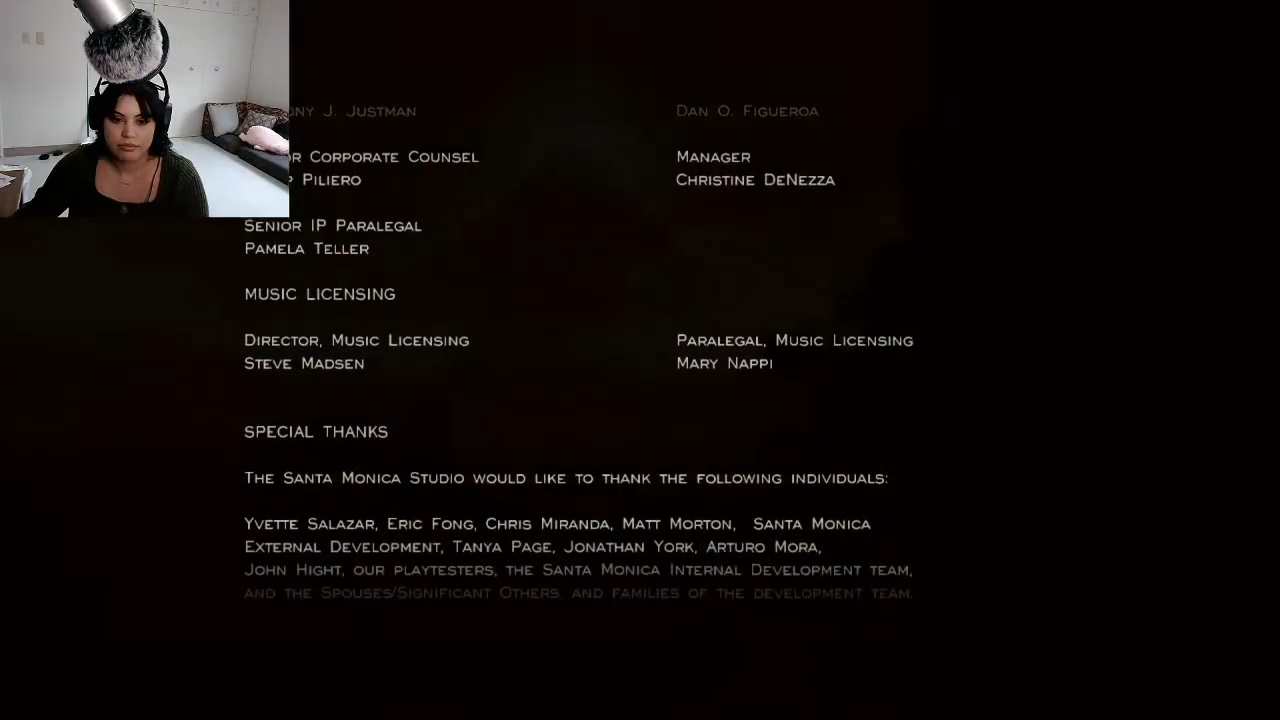 ONY J. JUSTMAN
DAN O. FIGUEROA
R CORPORATE COUNSEL
PILIERO
MANAGER
CHRISTINE DENEZZA
SENIOR IP PARALEGAL
PAMELA TELLER
MUSIC LICENSING
DIRECTOR, MUSIC LICENSING
STEVE MADSEN
PARALEGAL, MUSIC LICENSING
MARY NAPPI
SPECIAL THANKS
THE SANTA MONICA STUDIO WOULD LIKE TO THANK THE FOLLOWING INDIVIDUALS:
YVETTE SALAZAR, ERIC FONG, CHRIS MIRANDA, MATT MORTON, SANTA MONICA
EXTERNAL DEVELOPMENT, TANYA PAGE, JONATHAN YORK, ARTURO MORA,
JOHN HIGHT, OUR PLAYTESTERS, THE SANTA MONICA INTERNAL DEVELOPMENT TEAM,
AND THE SPOUSES/SIGNIFICANT OTHERS, AND FAMILIES OF THE DEVELOPMENT TEAM.